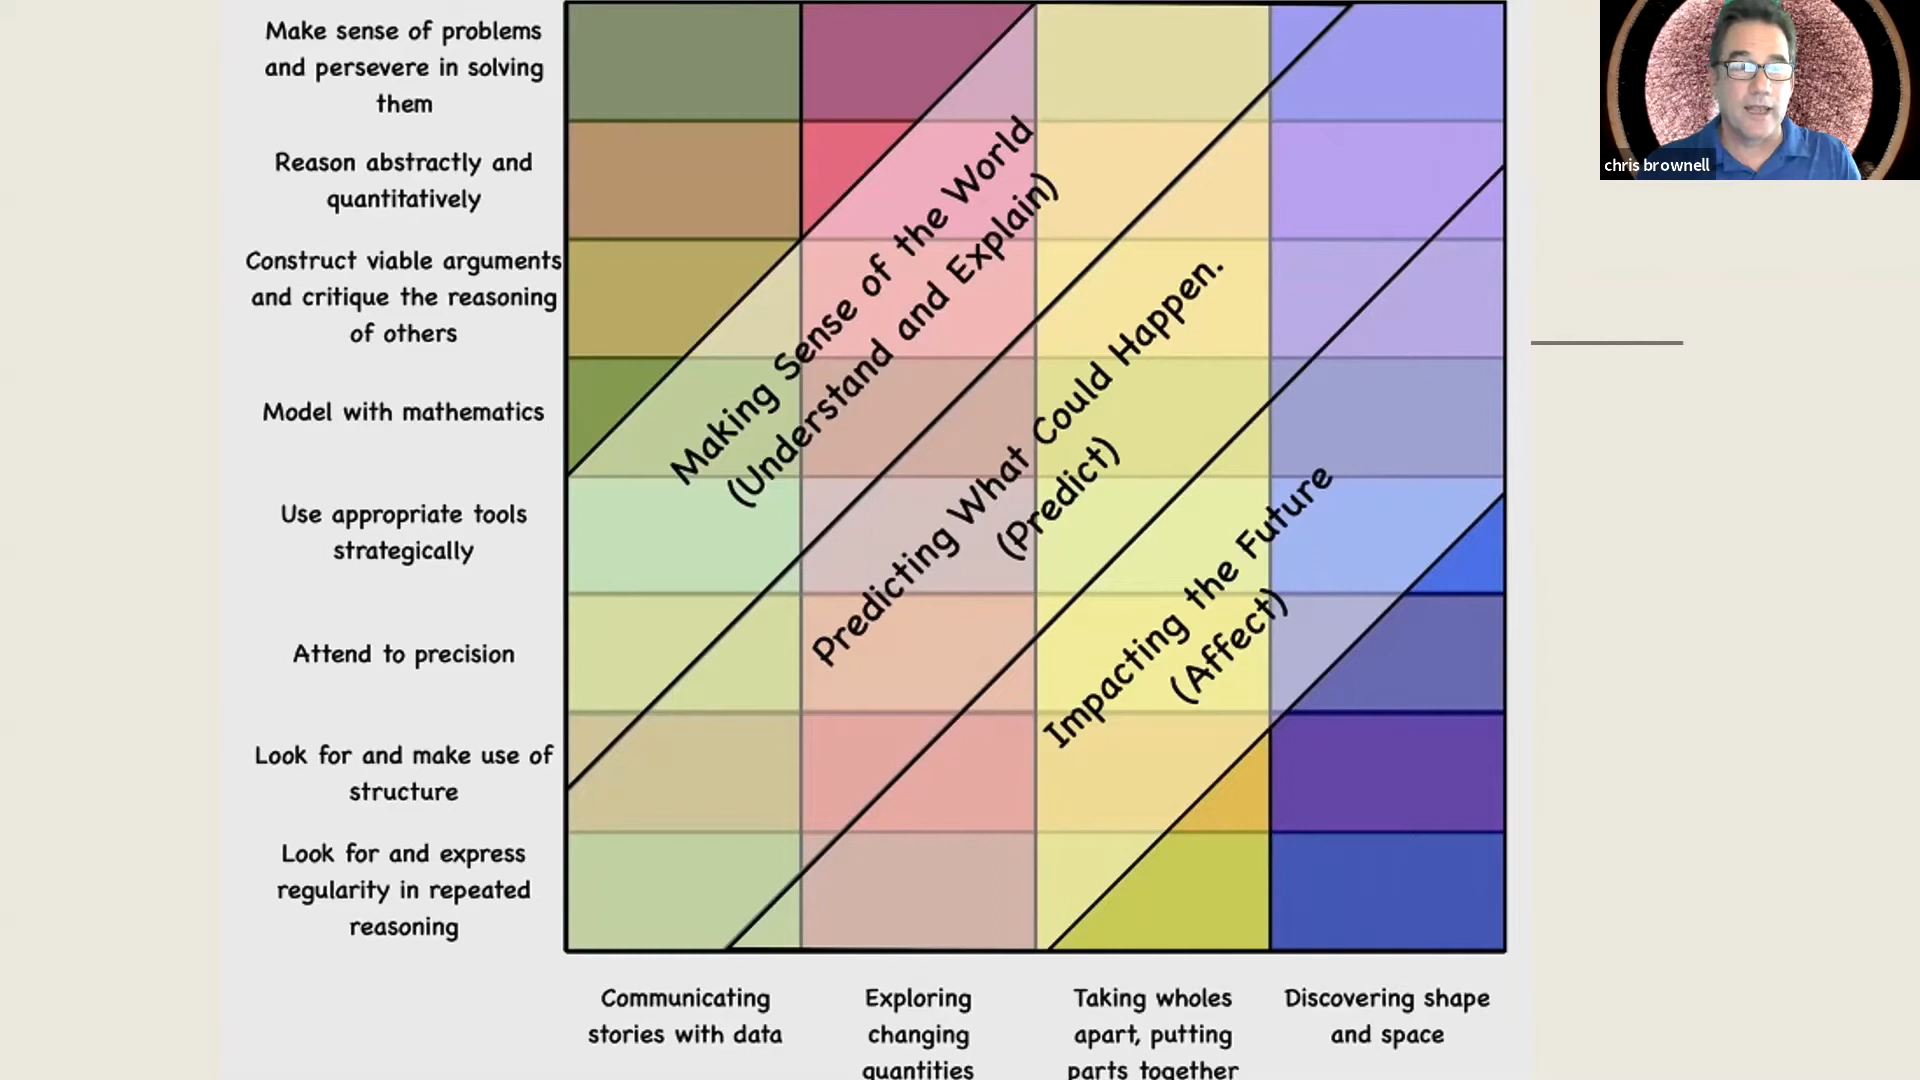 Make sense of problems
and persevere in solving
them
Reason abstractly and
quantitatively
Construct viable arguments
and critique the reasoning
of others
Model with mathematics
Use appropriate tools
strategically
Attend to precision
Look for and make use of
structure
Look for and express
regularity in repeated
reasoning
Making Sense of the World
(Understand and Explain)
Predicting What Could Happen.
(Predict)
Impacting the Future
(Affect)
Communicating
stories with data
Exploring
changing
quantities
Taking wholes
apart, putting
parts together
Discovering shape
and space
chris brownell